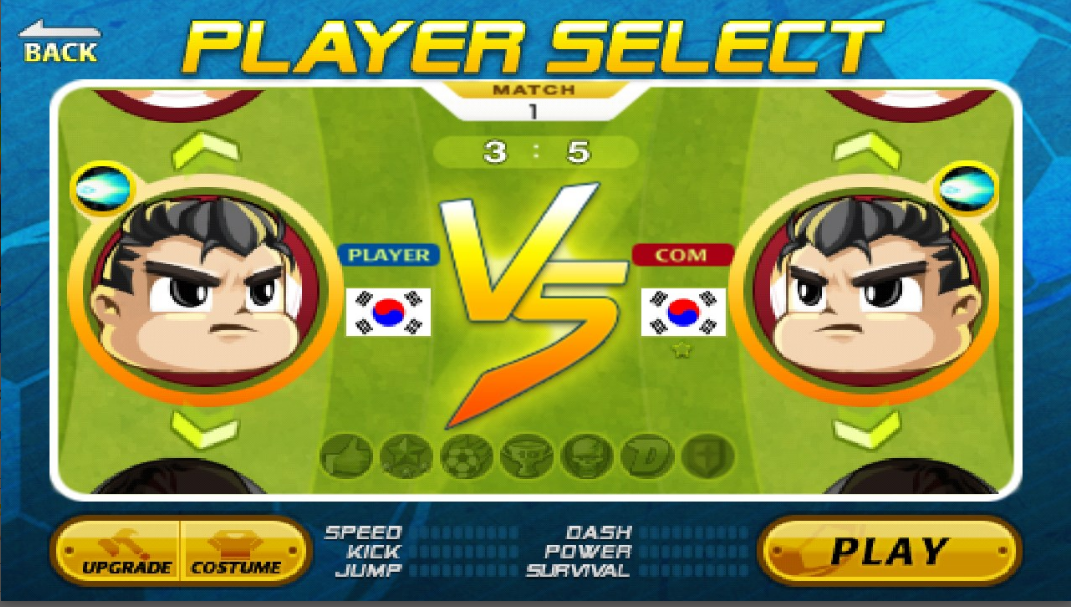 BACK
PLAYER SELECT
MATCH
1
3 : 5
PLAYER
COM
VS
D
UPGRADE
COSTUME
SPEED
KICK
JUMP
DASH
POWER
SURVIVAL
PLAY